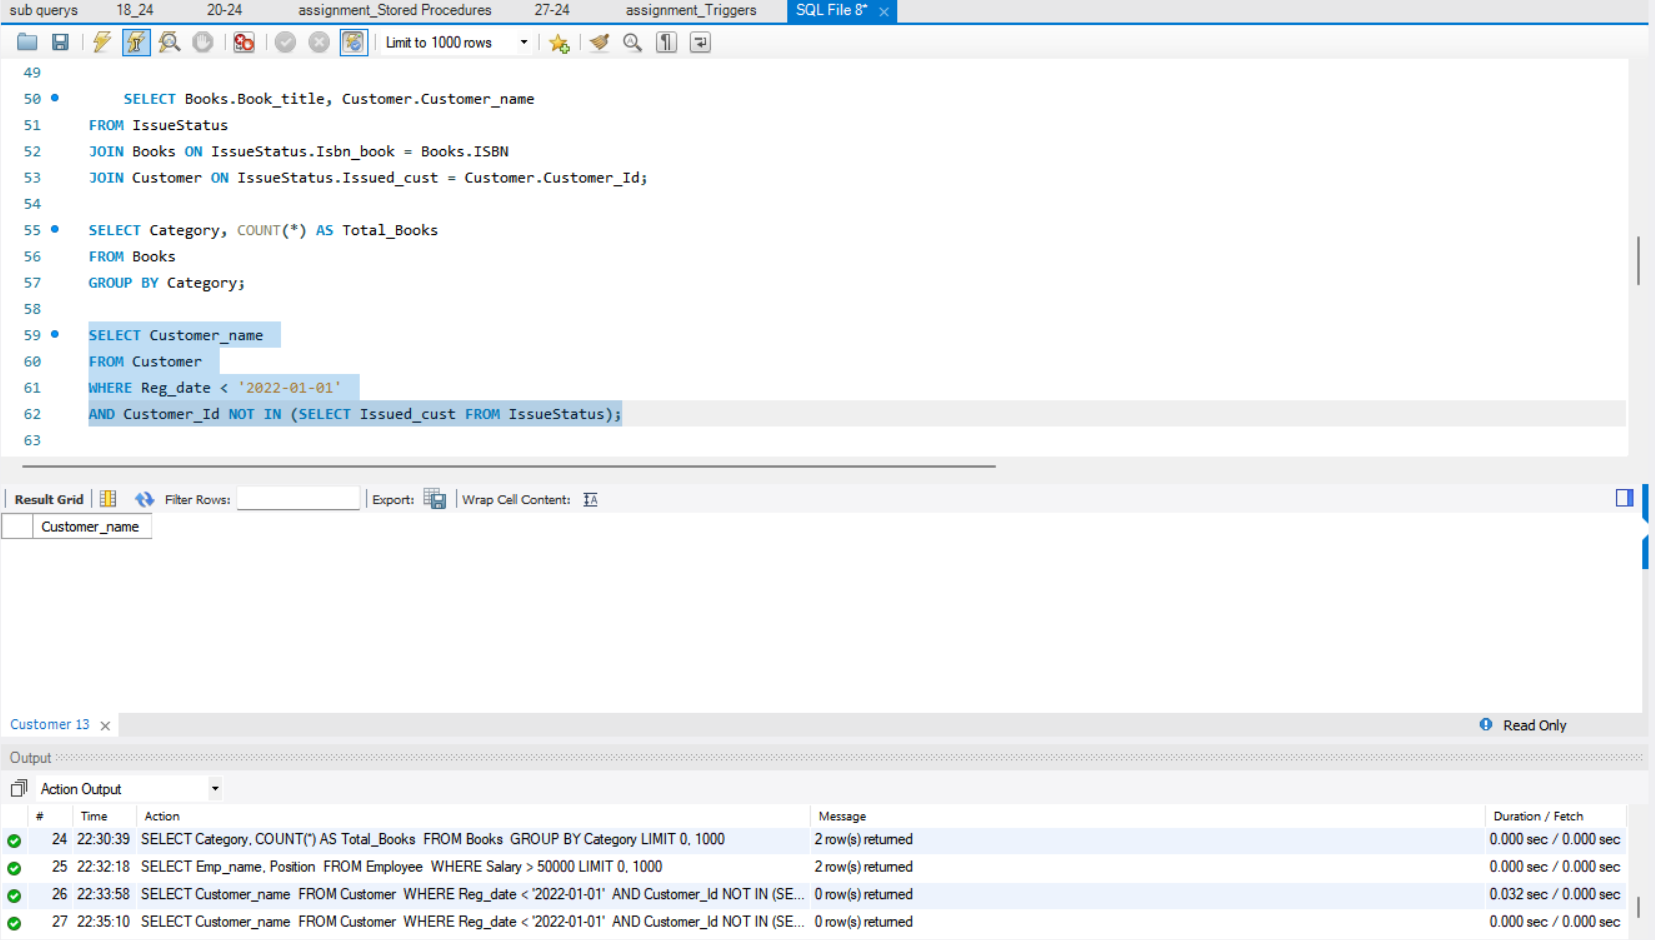 sub querys 18_24 20-24 assignment_Stored Procedures 27-24 assignment_Triggers SQL File 8*
Limit to 1000 rows
49
50 SELECT Books.Book_title, Customer.Customer_name
51 FROM IssueStatus
52 JOIN Books ON IssueStatus.Isbn_book = Books.ISBN
53 JOIN Customer ON IssueStatus.Issued_cust = Customer.Customer_Id;
54
55 SELECT Category, COUNT(*) AS Total_Books
56 FROM Books
57 GROUP BY Category;
58
59 SELECT Customer_name
60 FROM Customer
61 WHERE Reg_date < '2022-01-01'
62 AND Customer_Id NOT IN (SELECT Issued_cust FROM IssueStatus);
63
Result Grid Filter Rows: Export: Wrap Cell Content:
Customer_name
Customer 13 Read Only
Output
Action Output
# Time Action Message Duration / Fetch
24 22:30:39 SELECT Category, COUNT(*) AS Total_Books FROM Books GROUP BY Category LIMIT 0, 1000 2 row(s) returned 0.000 sec / 0.000 sec
25 22:32:18 SELECT Emp_name, Position FROM Employee WHERE Salary > 50000 LIMIT 0, 1000 2 row(s) returned 0.000 sec / 0.000 sec
26 22:33:58 SELECT Customer_name FROM Customer WHERE Reg_date < '2022-01-01' AND Customer_Id NOT IN (SE... 0 row(s) returned 0.032 sec / 0.000 sec
27 22:35:10 SELECT Customer_name FROM Customer WHERE Reg_date < '2022-01-01' AND Customer_Id NOT IN (SE... 0 row(s) returned 0.000 sec / 0.000 sec